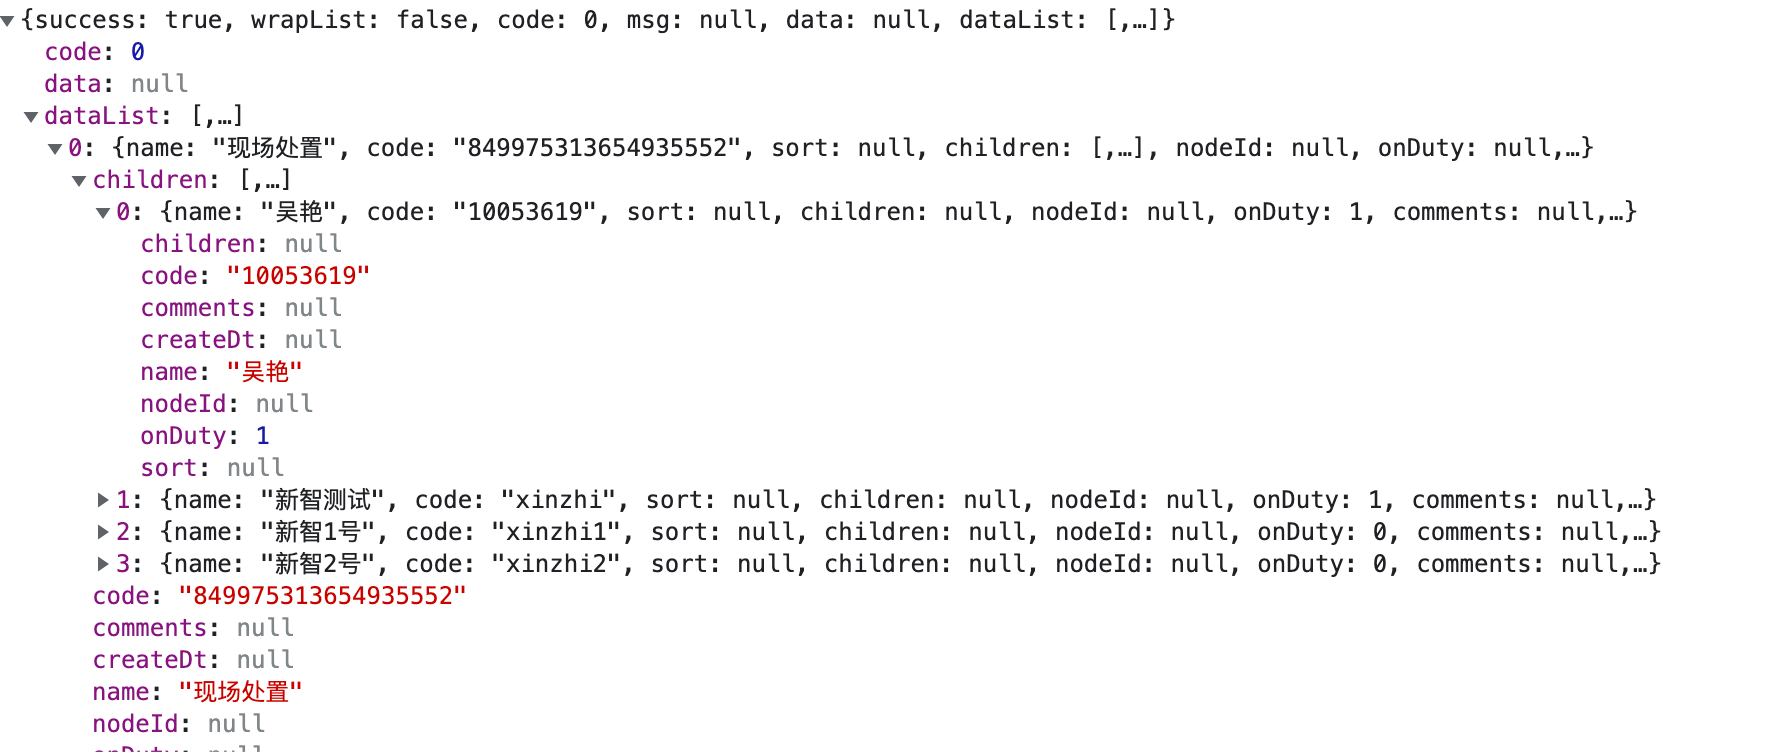 {success: true, wrapList: false, code: 0, msg: null, data: null, dataList: [,…]}
code: 0
data: null
dataList: [,…]
0: {name: "现场处置", code: "849975313654935552", sort: null, children: [,…], nodeId: null, onDuty: null,…}
children: [,…]
0: {name: "吴艳", code: "10053619", sort: null, children: null, nodeId: null, onDuty: 1, comments: null,…}
children: null
code: "10053619"
comments: null
createDt: null
name: "吴艳"
nodeId: null
onDuty: 1
sort: null
1: {name: "新智测试", code: "xinzhi", sort: null, children: null, nodeId: null, onDuty: 1, comments: null,…}
2: {name: "新智1号", code: "xinzhi1", sort: null, children: null, nodeId: null, onDuty: 0, comments: null,…}
3: {name: "新智2号", code: "xinzhi2", sort: null, children: null, nodeId: null, onDuty: 0, comments: null,…}
code: "849975313654935552"
comments: null
createDt: null
name: "现场处置"
nodeId: null
onDuty: null